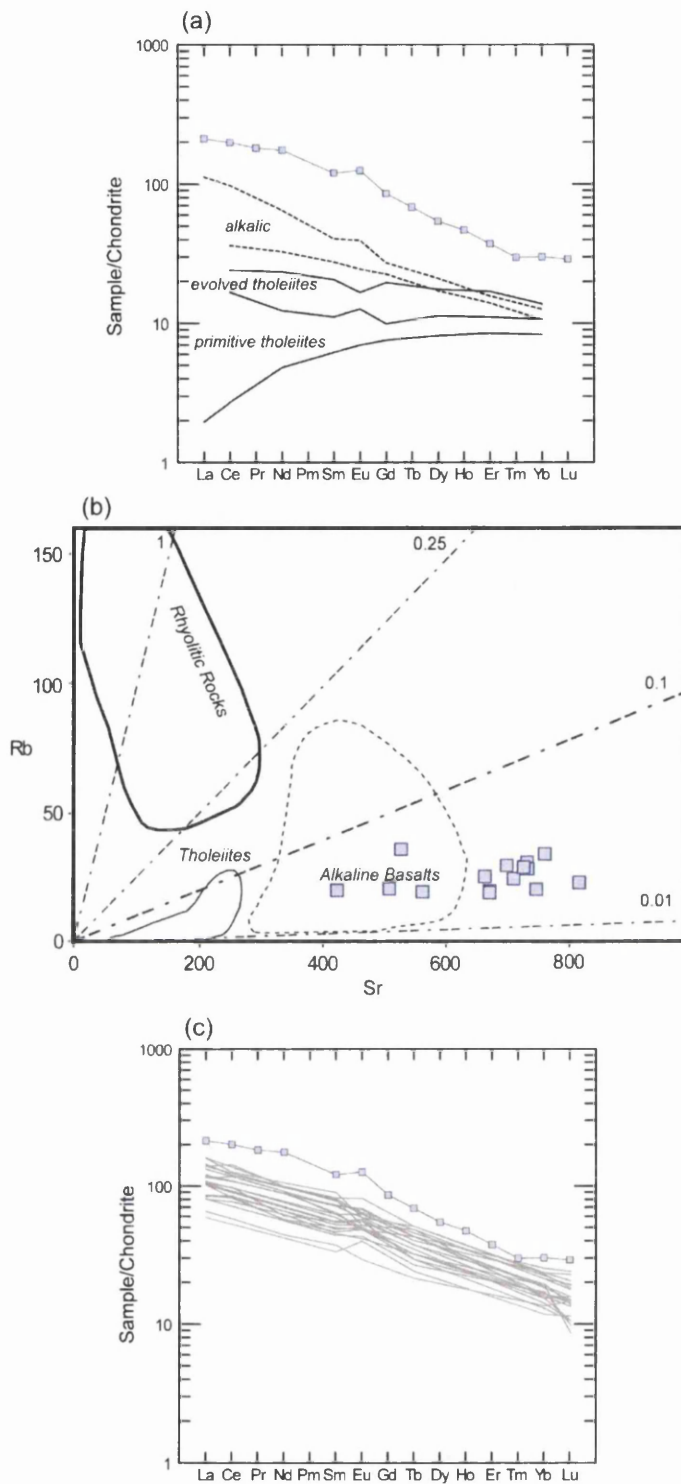 (a)
1000
100
10
1
Sample/Chondrite
alkalic
evolved tholeiites
primitive tholeiites
La Ce Pr Nd Pm Sm Eu Gd Tb Dy Ho Er Tm Yb Lu
(b)
150
100
50
0
Rb
1
0.25
0.1
0.01
Rhyolitic Rocks
Tholeiites
Alkaline Basalts
0 200 400 600 800
Sr
(c)
1000
100
10
1
Sample/Chondrite
La Ce Pr Nd Pm Sm Eu Gd Tb Dy Ho Er Tm Yb Lu